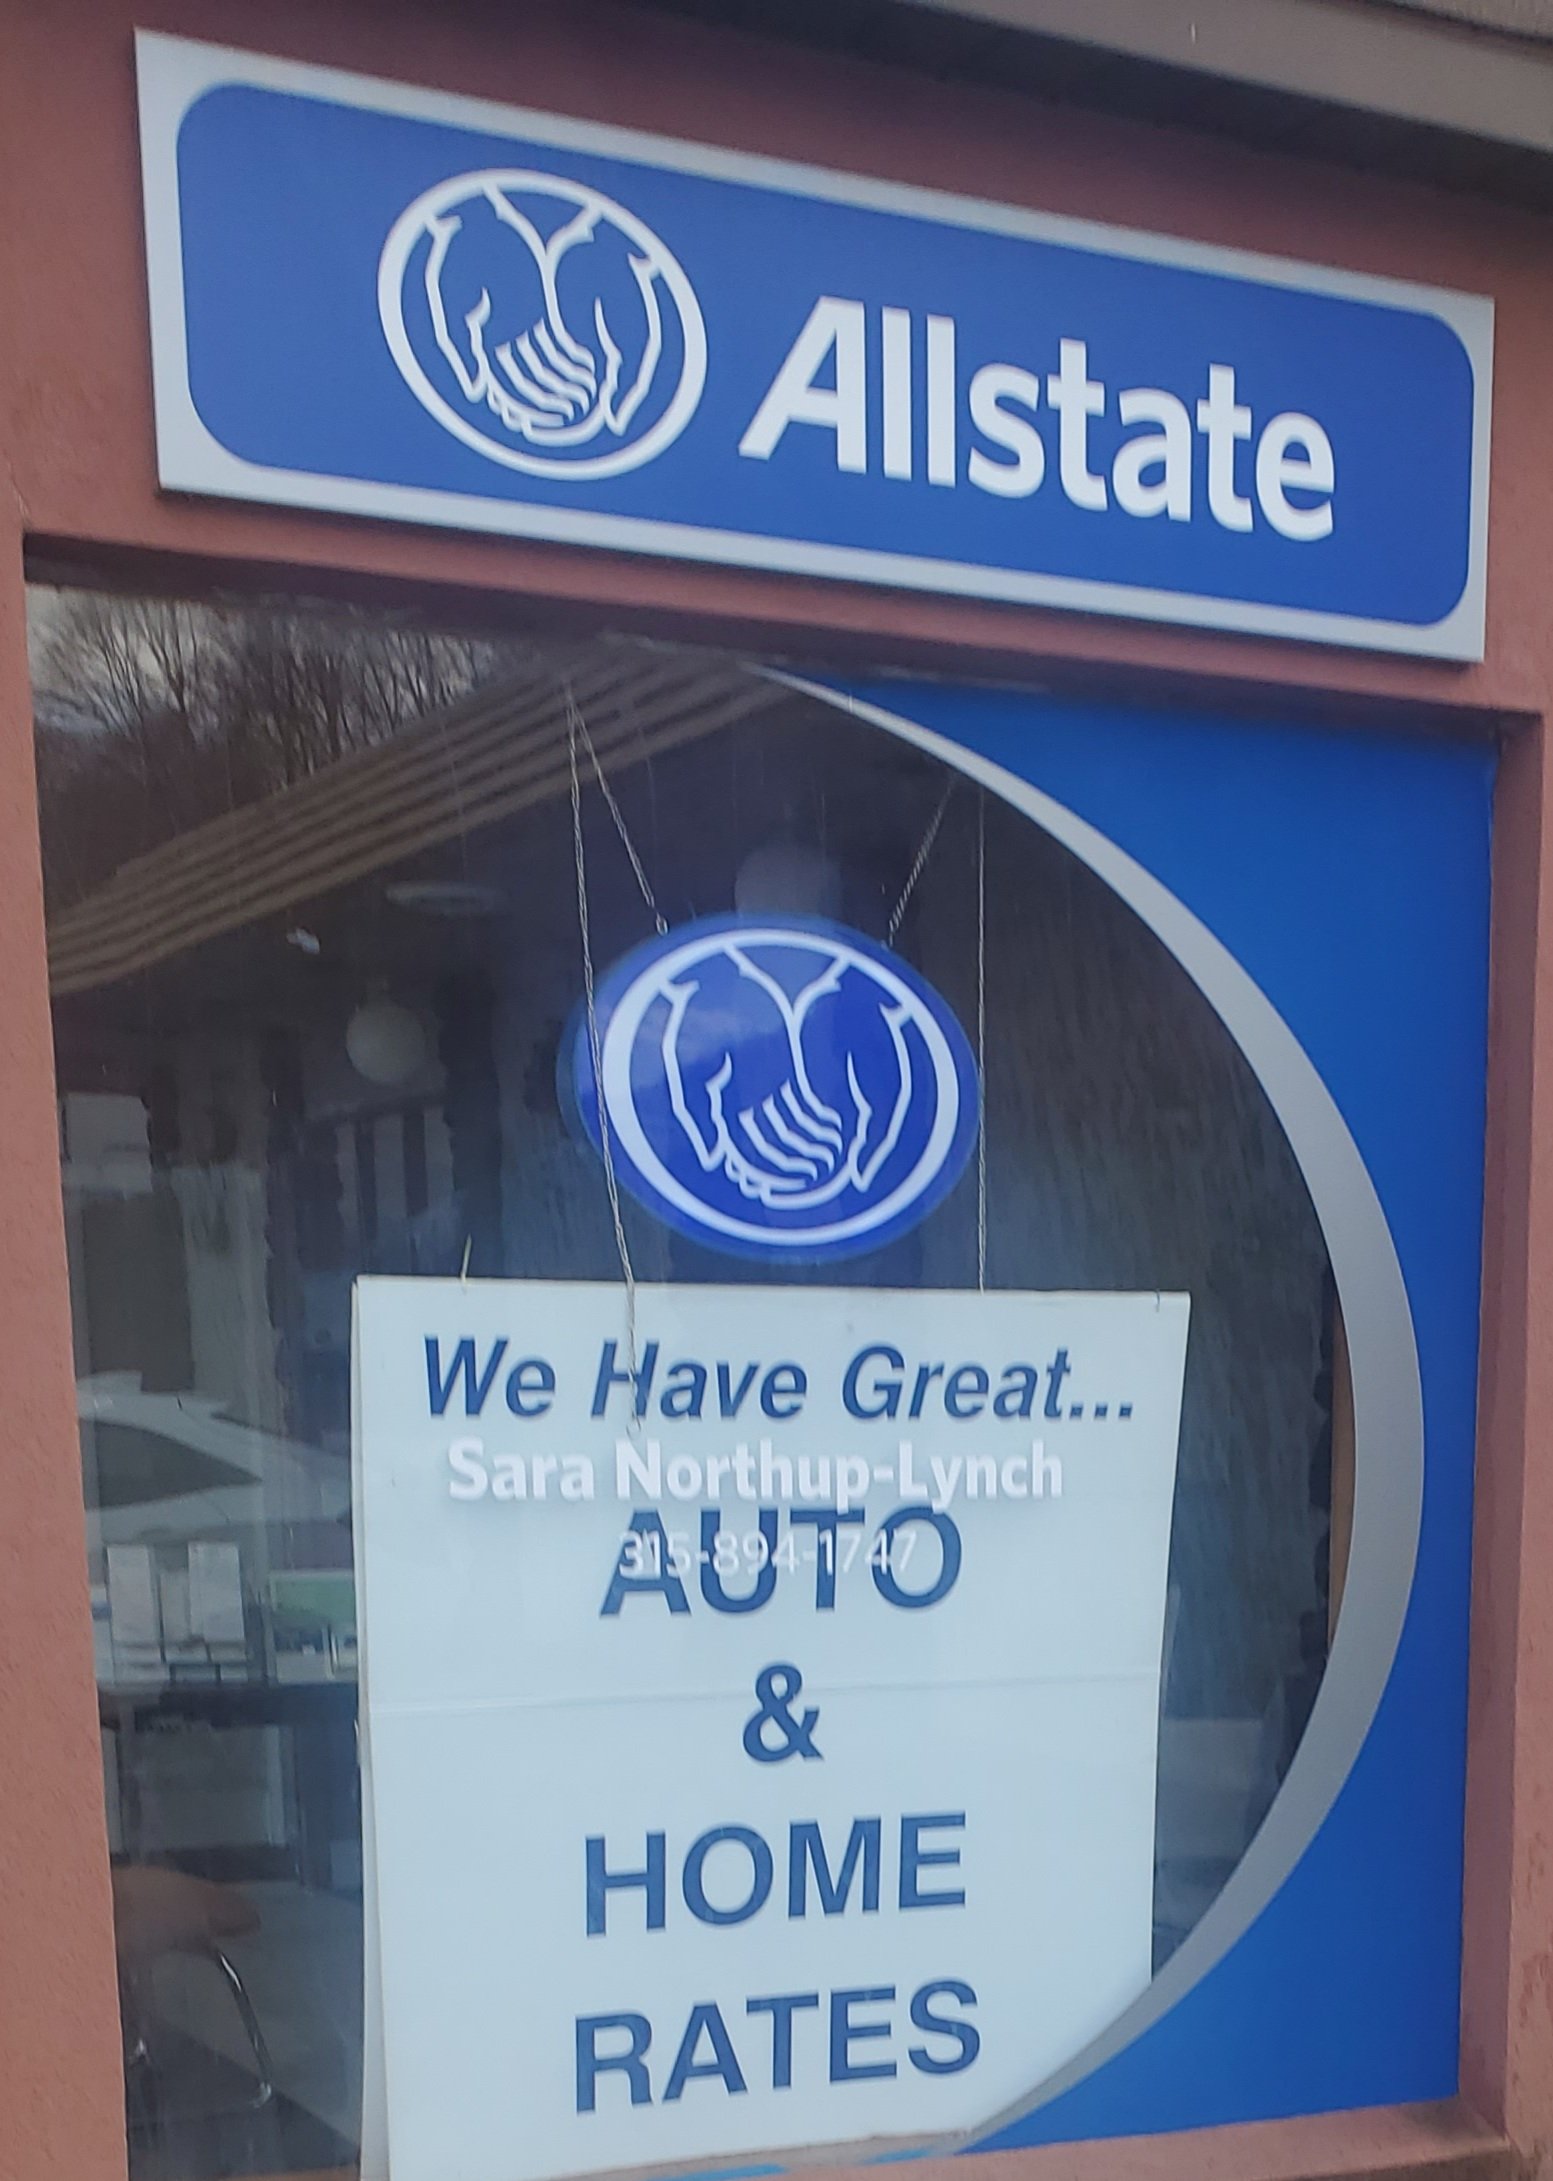 Allstate
We Have Great...
Sara Northup-Lynch
315-894-1747
AUTO
&
HOME
RATES